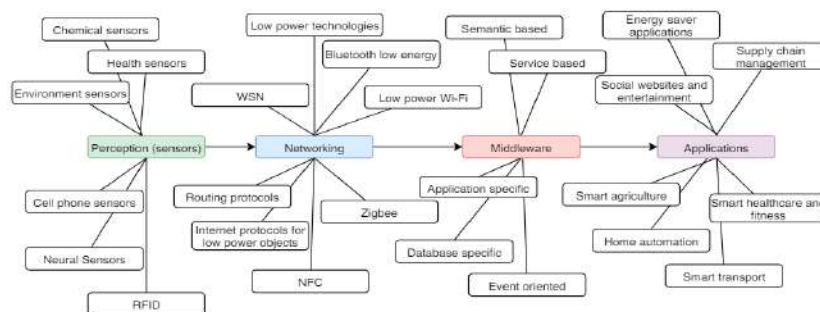 Chemical sensors
Health sensors
Environment sensors
Perception (sensors)
Cell phone sensors
Neural Sensors
RFID
Low power technologies
Bluetooth low energy
WSN
Low power Wi-Fi
Networking
Routing protocols
Zigbee
Internet protocols for
low power objects
NFC
Semantic based
Service based
Middleware
Application specific
Database specific
Event oriented
Energy saver
applications
Supply chain
management
Social websites and
entertainment
Applications
Smart agriculture
Smart healthcare and
fitness
Home automation
Smart transport